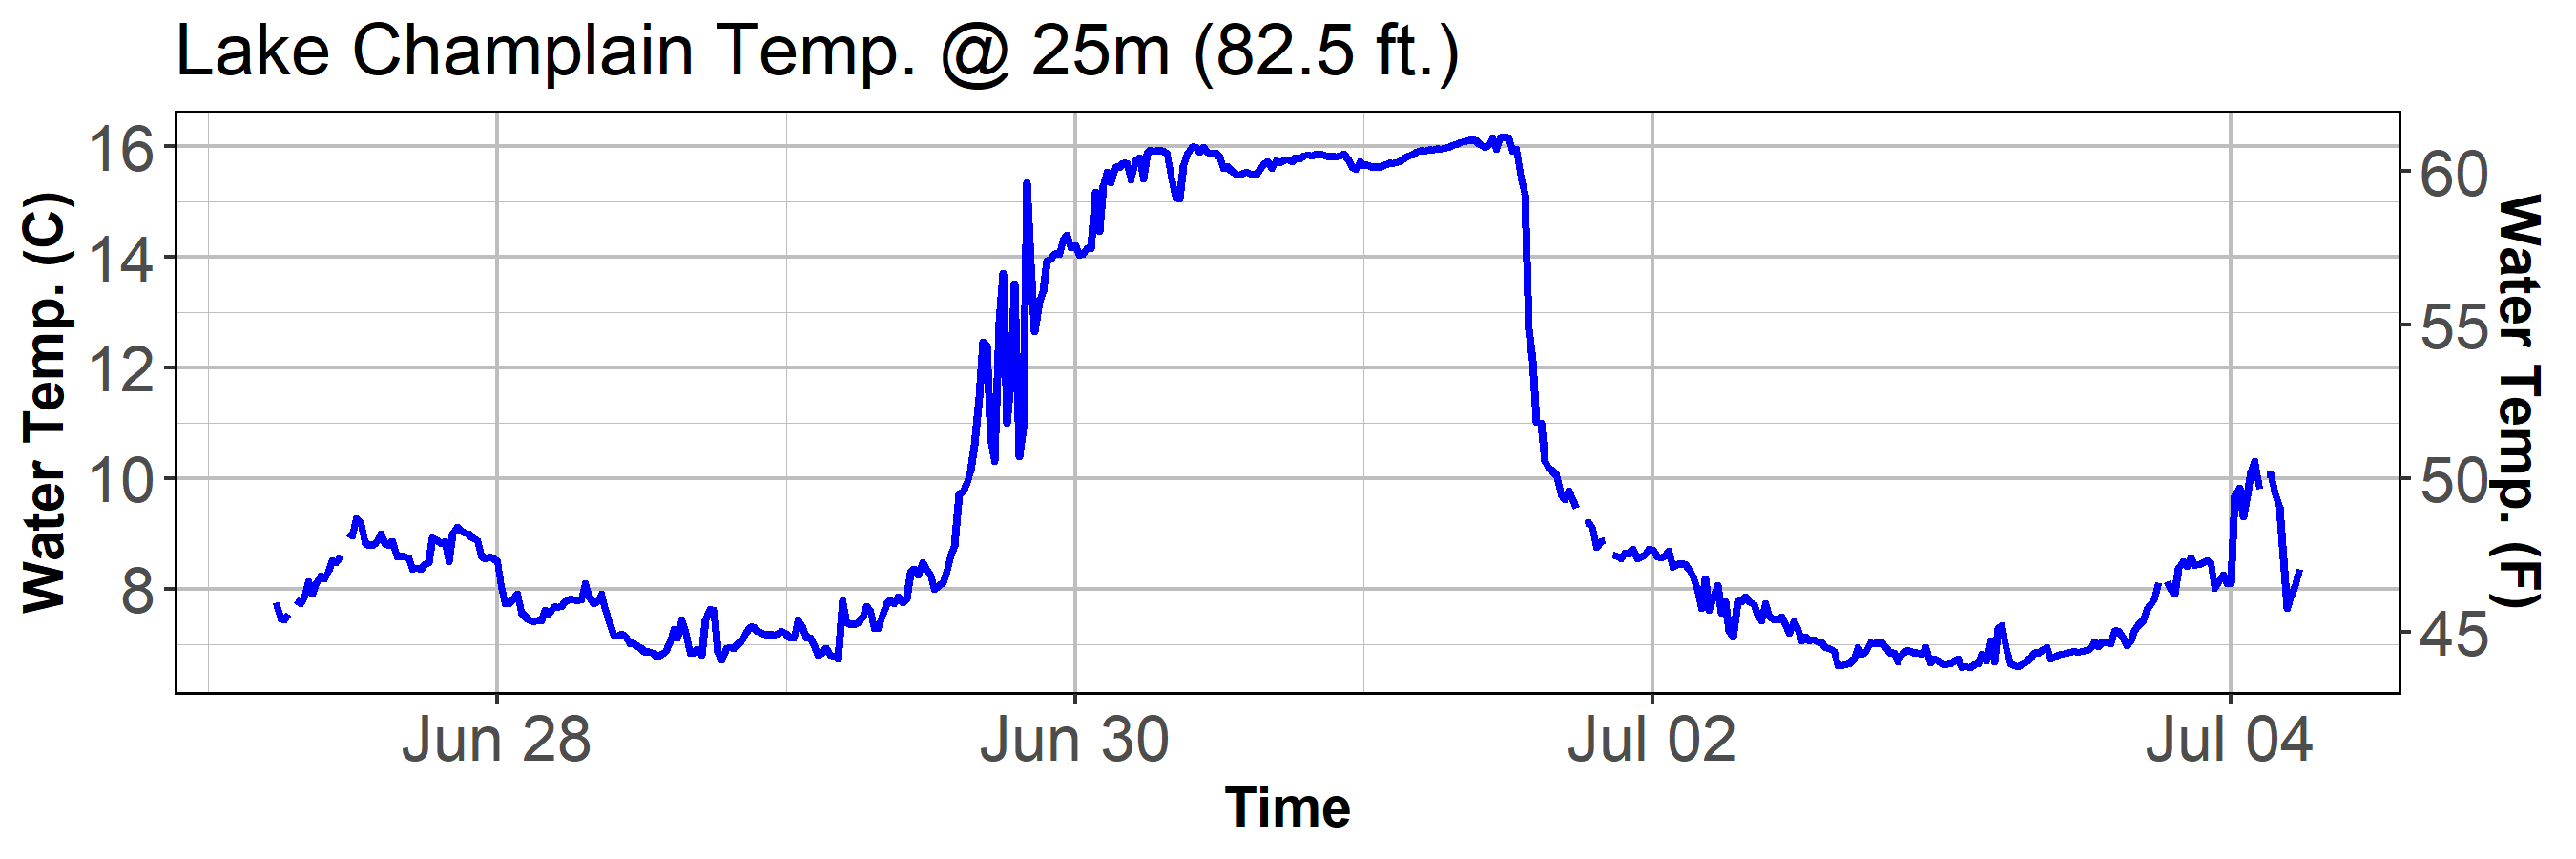 Lake Champlain Temp. @ 25m (82.5 ft.)
Water Temp. (C)
16
14
12
10
8
60
55
50
45
Water Temp. (F)
Jun 28
Jun 30
Jul 02
Jul 04
Time